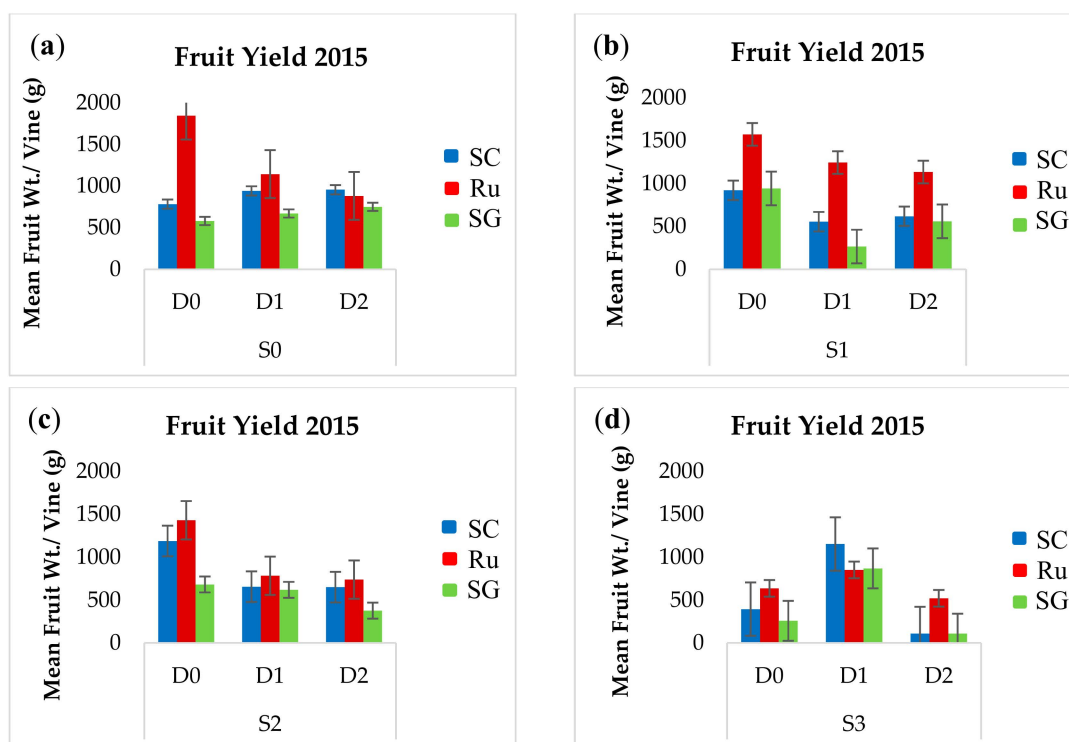 (a)
Fruit Yield 2015
Mean Fruit Wt./ Vine (g)
2000
1500
1000
500
0
D0 D1 D2
S0
SC
Ru
SG
(b)
Fruit Yield 2015
Mean Fruit Wt./ Vine (g)
2000
1500
1000
500
0
D0 D1 D2
S1
SC
Ru
SG
(c)
Fruit Yield 2015
Mean Fruit Wt./ Vine (g)
2000
1500
1000
500
0
D0 D1 D2
S2
SC
Ru
SG
(d)
Fruit Yield 2015
Mean Fruit Wt./ Vine (g)
2000
1500
1000
500
0
D0 D1 D2
S3
SC
Ru
SG